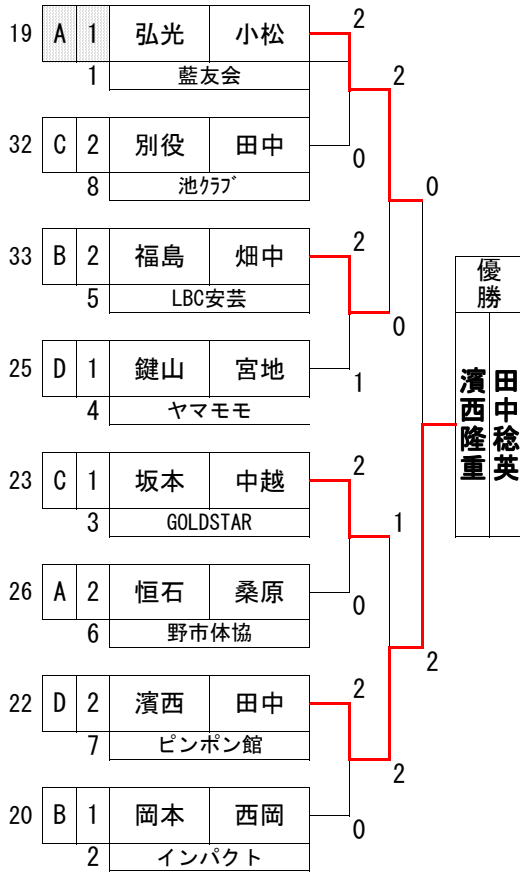 19 A 1 弘光 小松 2
1 藍友会 2
32 C 2 別役 田中 0
8 池ｸﾗﾌﾞ 0
33 B 2 福島 畑中 2
5 LBC安芸 0
25 D 1 鍵山 宮地 1
4 ヤマモモ
23 C 1 坂本 中越 2
3 GOLDSTAR 1
26 A 2 恒石 桑原 0
6 野市体協 2
22 D 2 濱西 田中 2
7 ピンポン館 2
20 B 1 岡本 西岡 0
2 インパクト
優勝
田中稔英
濱西隆重